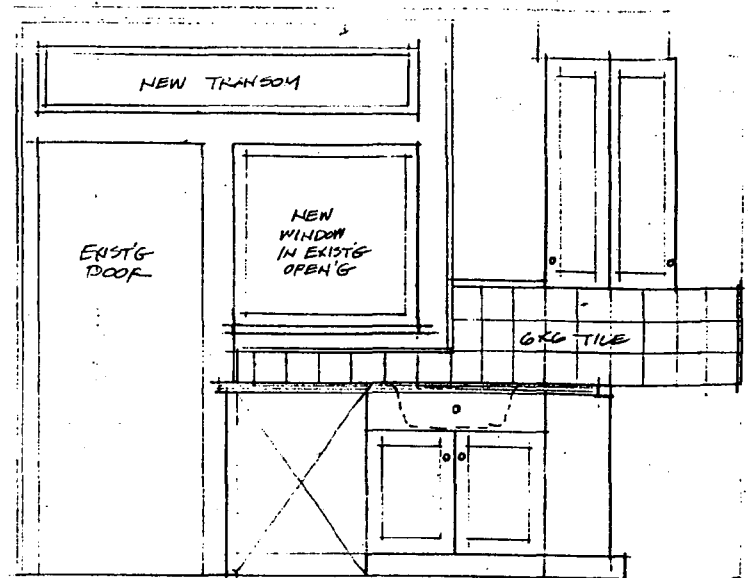 NEW TRANSOM
EXIST'G
DOOR
NEW
WINDOW
IN EXIST'G
OPEN'G
6X6 TILE